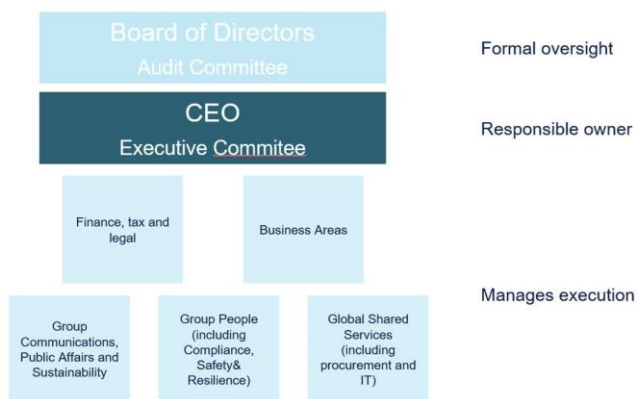 Board of Directors
Audit Committee
Formal oversight
CEO
Executive Commitee
Responsible owner
Finance, tax and
legal
Business Areas
Manages execution
Group
Communications,
Public Affairs and
Sustainability
Group People
(including
Compliance,
Safety&
Resilience)
Global Shared
Services
(including
procurement and
IT)